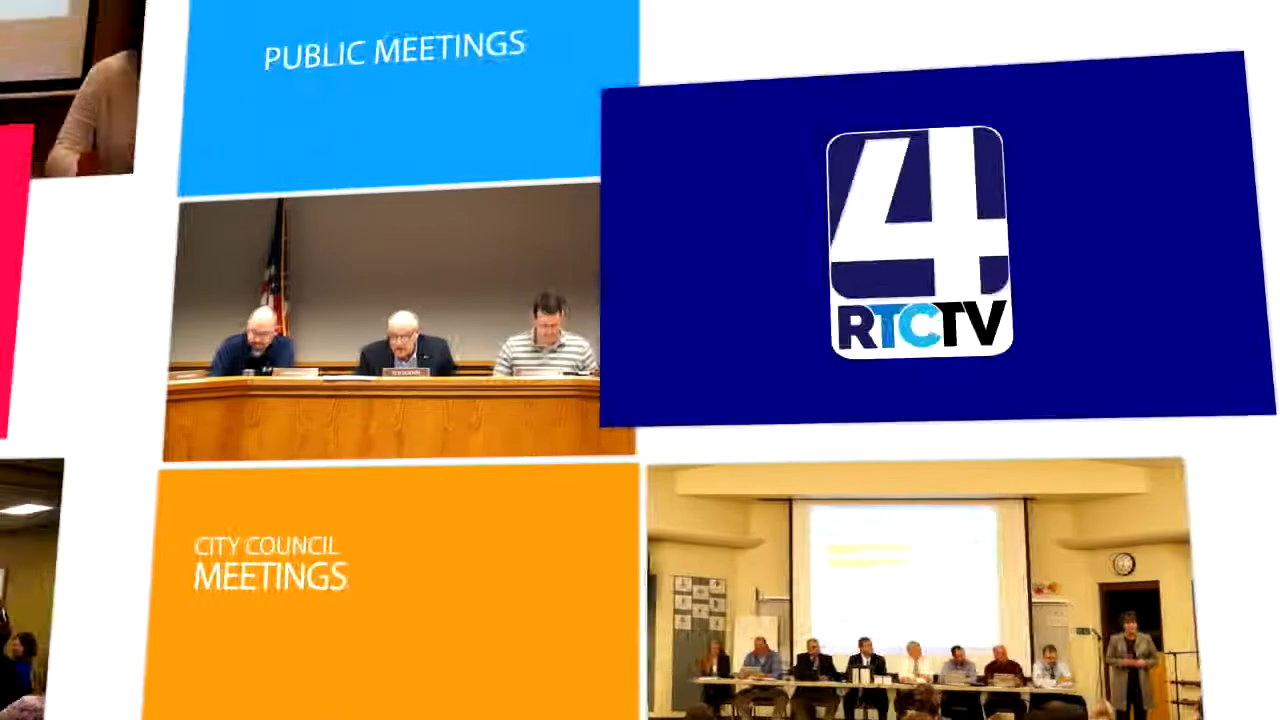 PUBLIC MEETINGS
4
RTCTV
CITY COUNCIL
MEETINGS